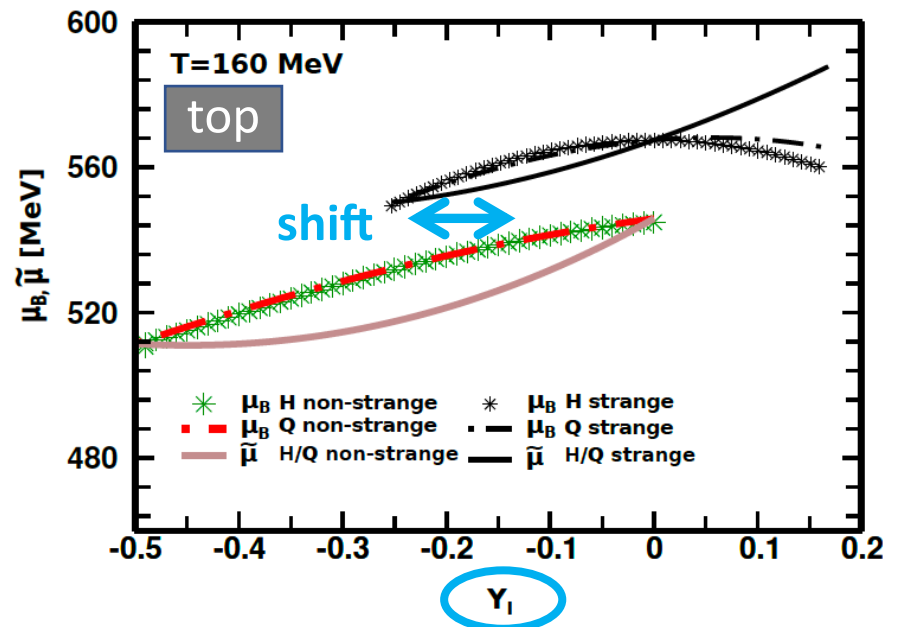 600
T=160 MeV
top
560
shift
μB, μ̃ [MeV]
520
μB H non-strange
μB H strange
μB Q non-strange
μB Q strange
μ̃ H/Q non-strange
μ̃ H/Q strange
480
-0.5 -0.4 -0.3 -0.2 -0.1 0 0.1 0.2
YI